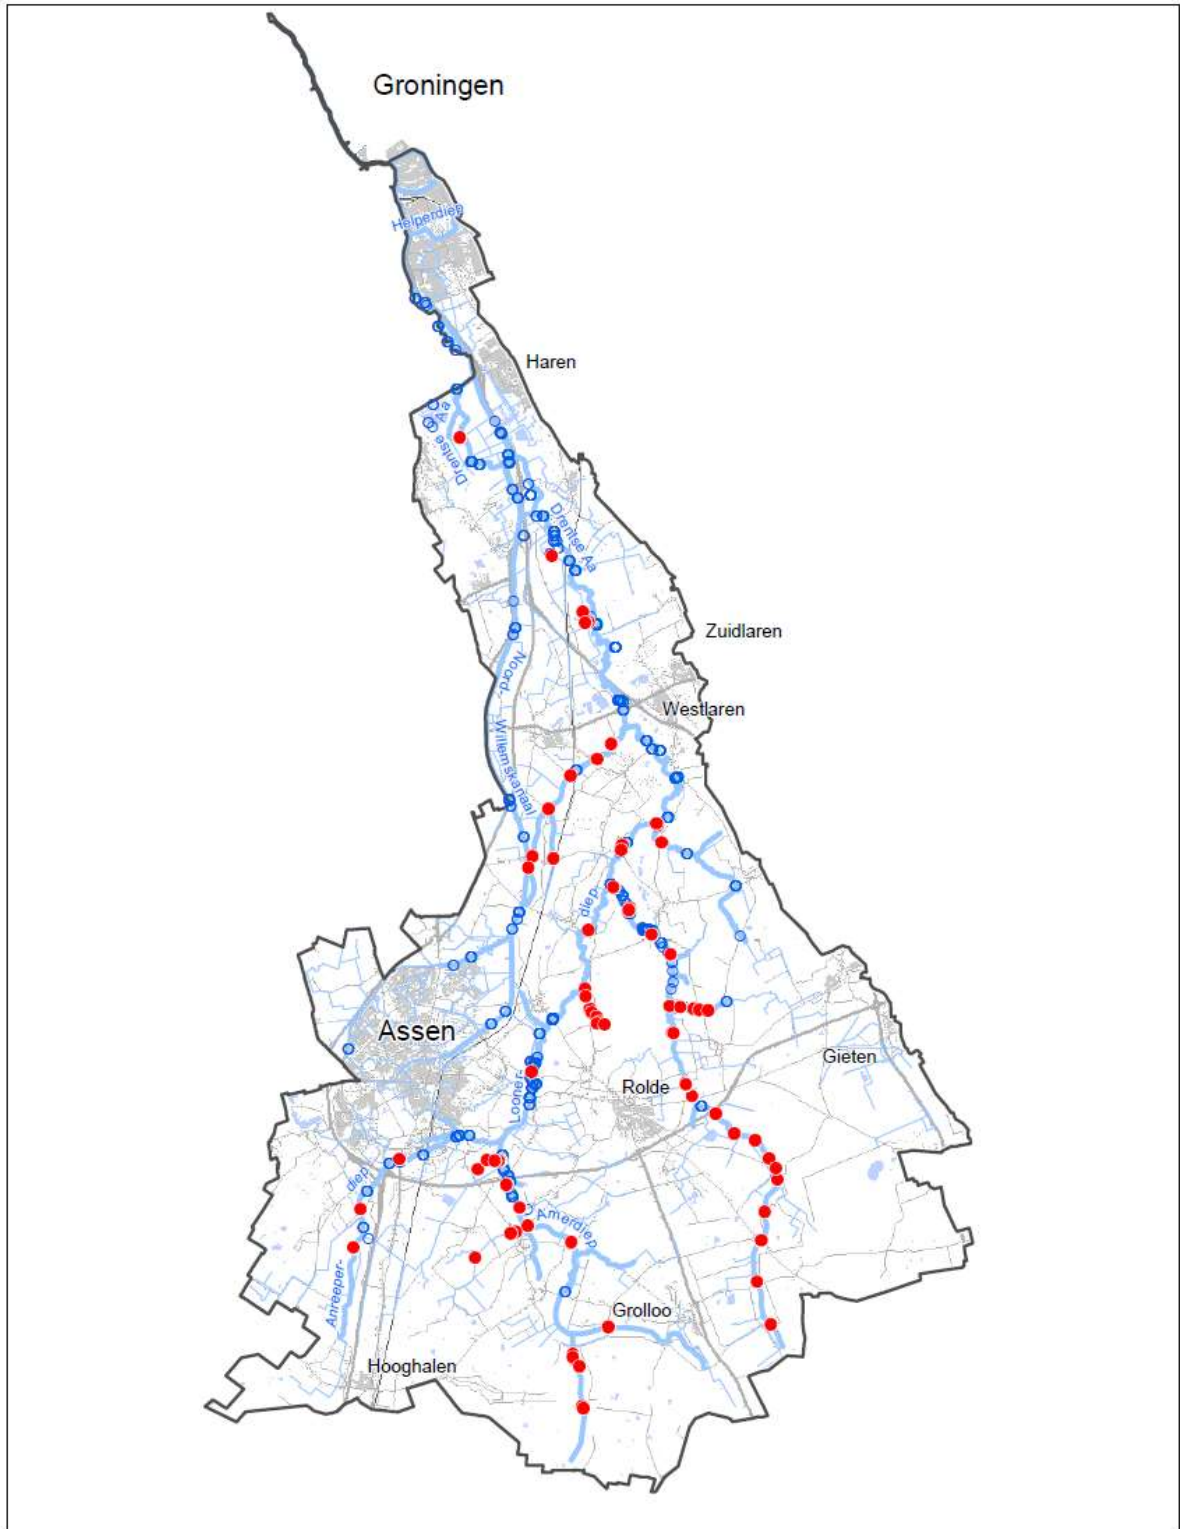 Groningen
Helperdiep
Haren
Drentse Aa
Drentse Aa
Zuidlaren
Noord-
Westlaren
Willemskanaal
diep
Assen
Gieten
Rolde
Looner-
diep
Amerdiep
Anreeper-
Grolloo
Hooghalen